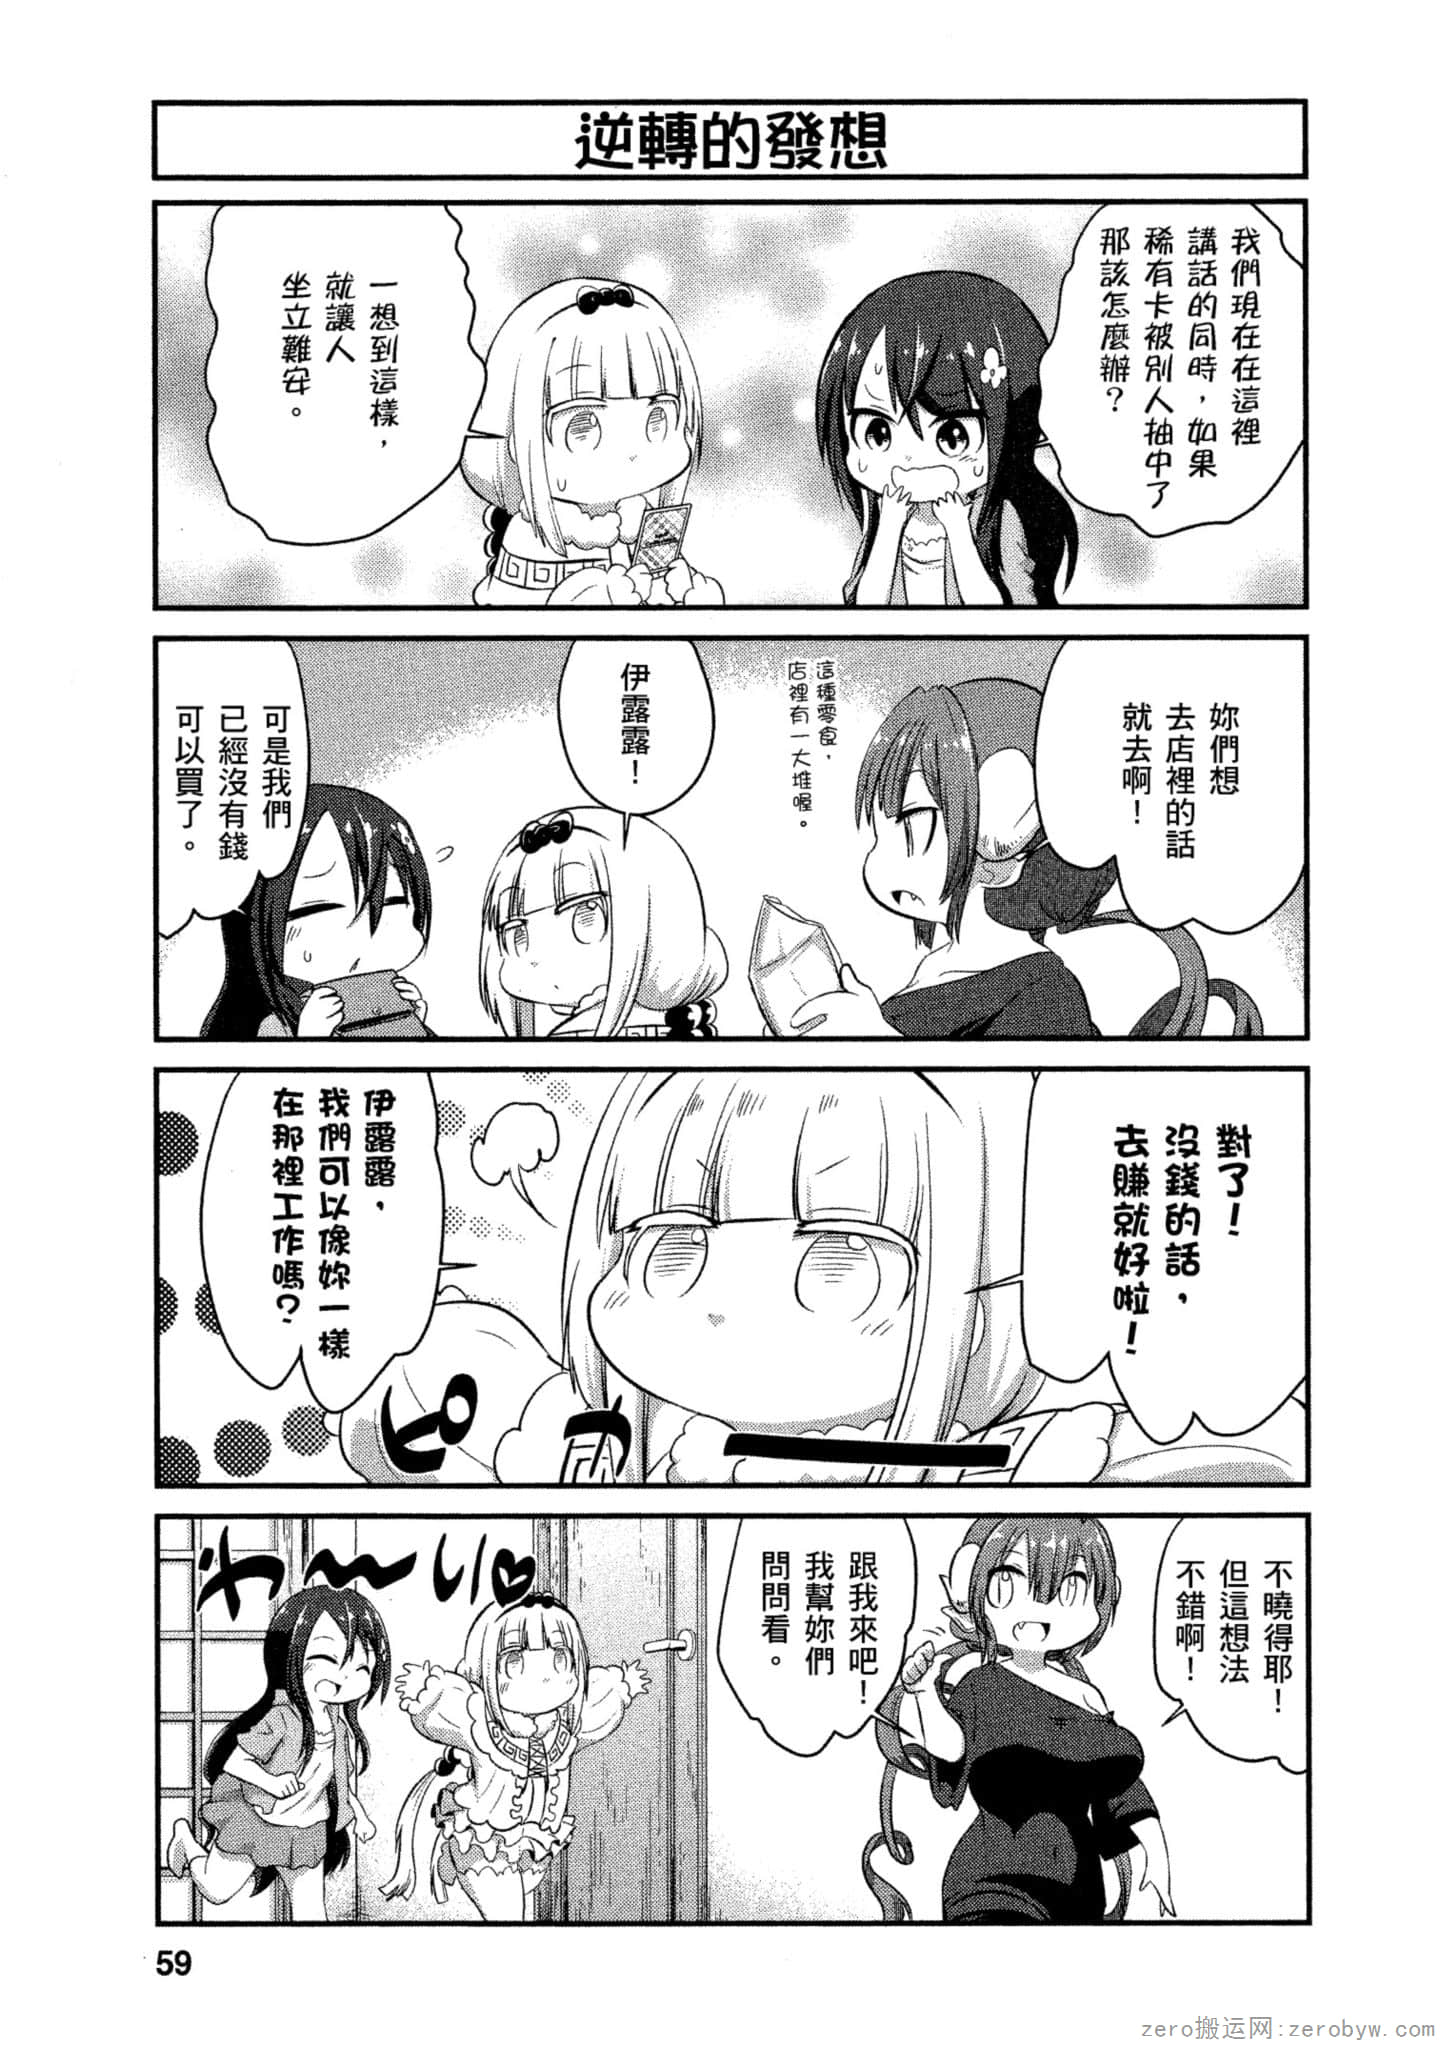 逆轉的發想
我們現在在這裡
講話的同時，如果
稀有卡被別人抽中了
那該怎麼辦？
一想到這樣，
就讓人
坐立難安。
妳們想
去店裡的話
就去啊！
這種零食，
店裡有一大堆喔。
伊露露！
可是我們
已經沒有錢
可以買了。
對了！
沒錢的話，
去賺就好啦！
伊露露，
我們可以像妳一樣
在那裡工作嗎？
ピやー
不曉得耶！
但這想法
不錯啊！
跟我來吧！
我幫妳們
問問看。
わ～い♡
59
zero搬运网:zerobyw.com